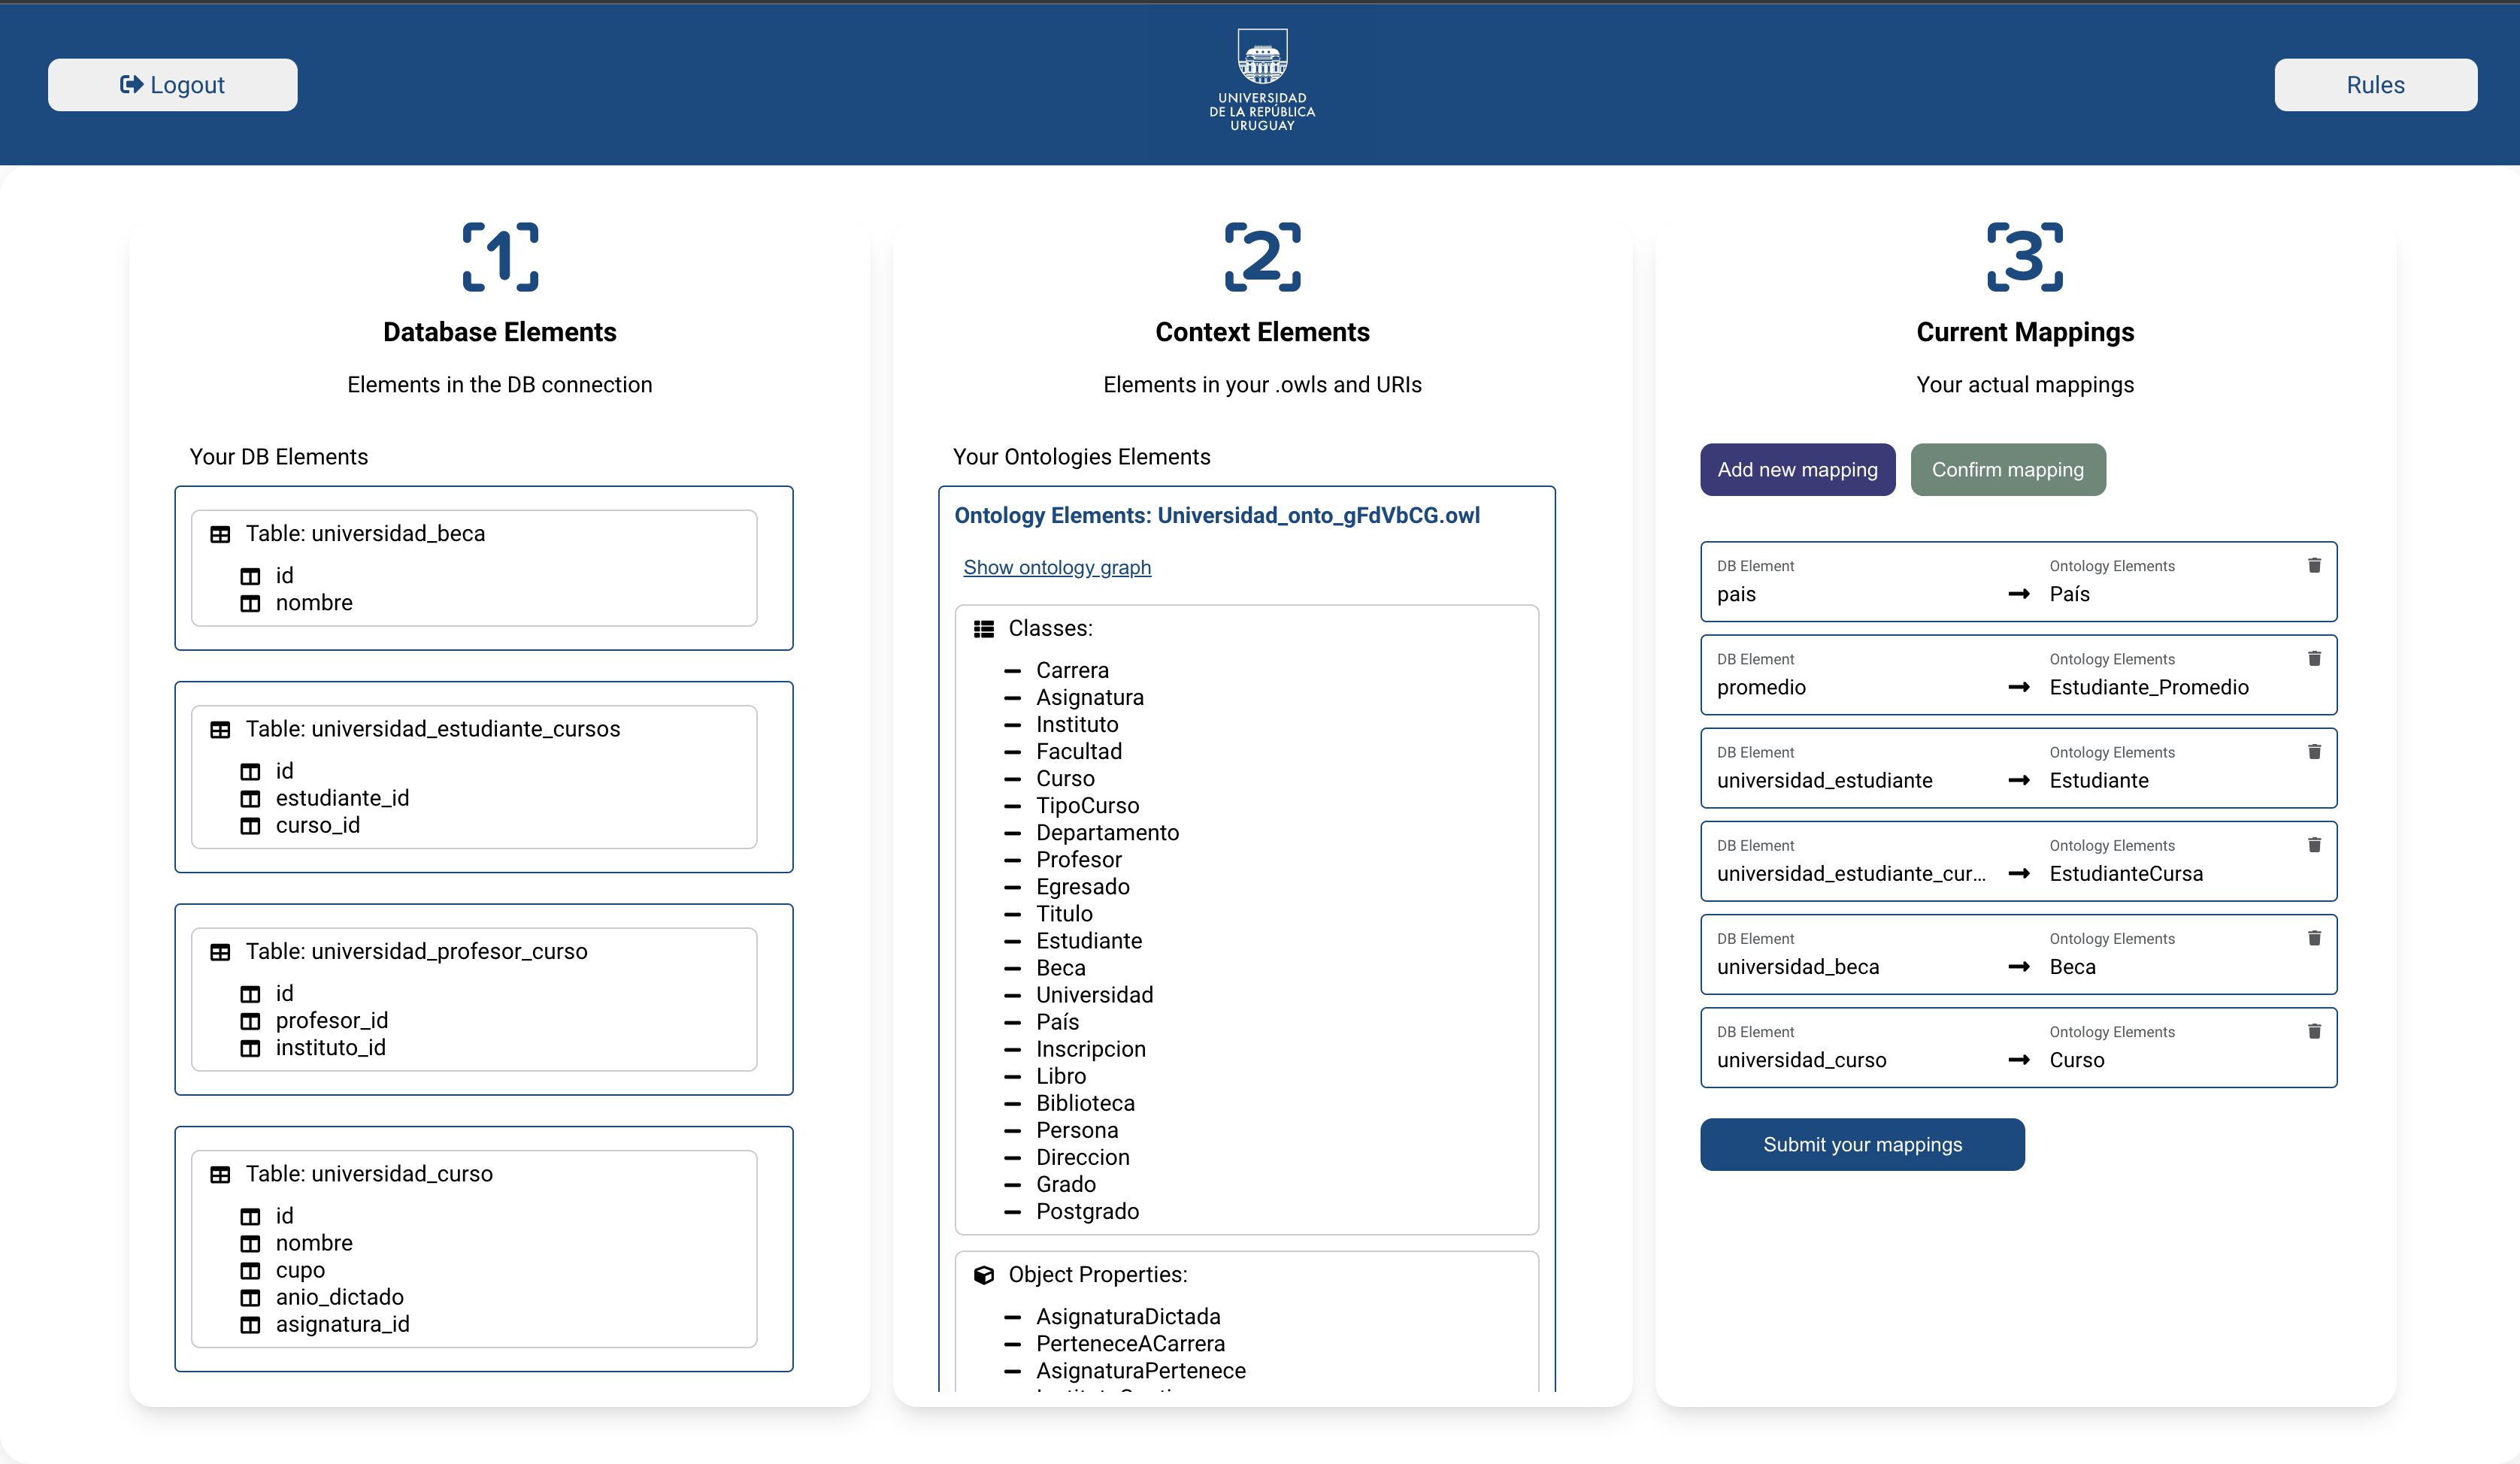 Logout
UNIVERSIDAD
DE LA REPÚBLICA
URUGUAY
Rules
1
Database Elements
Elements in the DB connection
Your DB Elements
Table: universidad_beca
id
nombre
Table: universidad_estudiante_cursos
id
estudiante_id
curso_id
Table: universidad_profesor_curso
id
profesor_id
instituto_id
Table: universidad_curso
id
nombre
cupo
anio_dictado
asignatura_id
2
Context Elements
Elements in your .owls and URIs
Your Ontologies Elements
Ontology Elements: Universidad_onto_gFdVbCG.owl
Show ontology graph
Classes:
Carrera
Asignatura
Instituto
Facultad
Curso
TipoCurso
Departamento
Profesor
Egresado
Titulo
Estudiante
Beca
Universidad
País
Inscripcion
Libro
Biblioteca
Persona
Direccion
Grado
Postgrado
Object Properties:
AsignaturaDictada
PerteneceACarrera
AsignaturaPertenece
3
Current Mappings
Your actual mappings
Add new mapping
Confirm mapping
DB Element Ontology Elements
pais → País
DB Element Ontology Elements
promedio → Estudiante_Promedio
DB Element Ontology Elements
universidad_estudiante → Estudiante
DB Element Ontology Elements
universidad_estudiante_cur... → EstudianteCursa
DB Element Ontology Elements
universidad_beca → Beca
DB Element Ontology Elements
universidad_curso → Curso
Submit your mappings